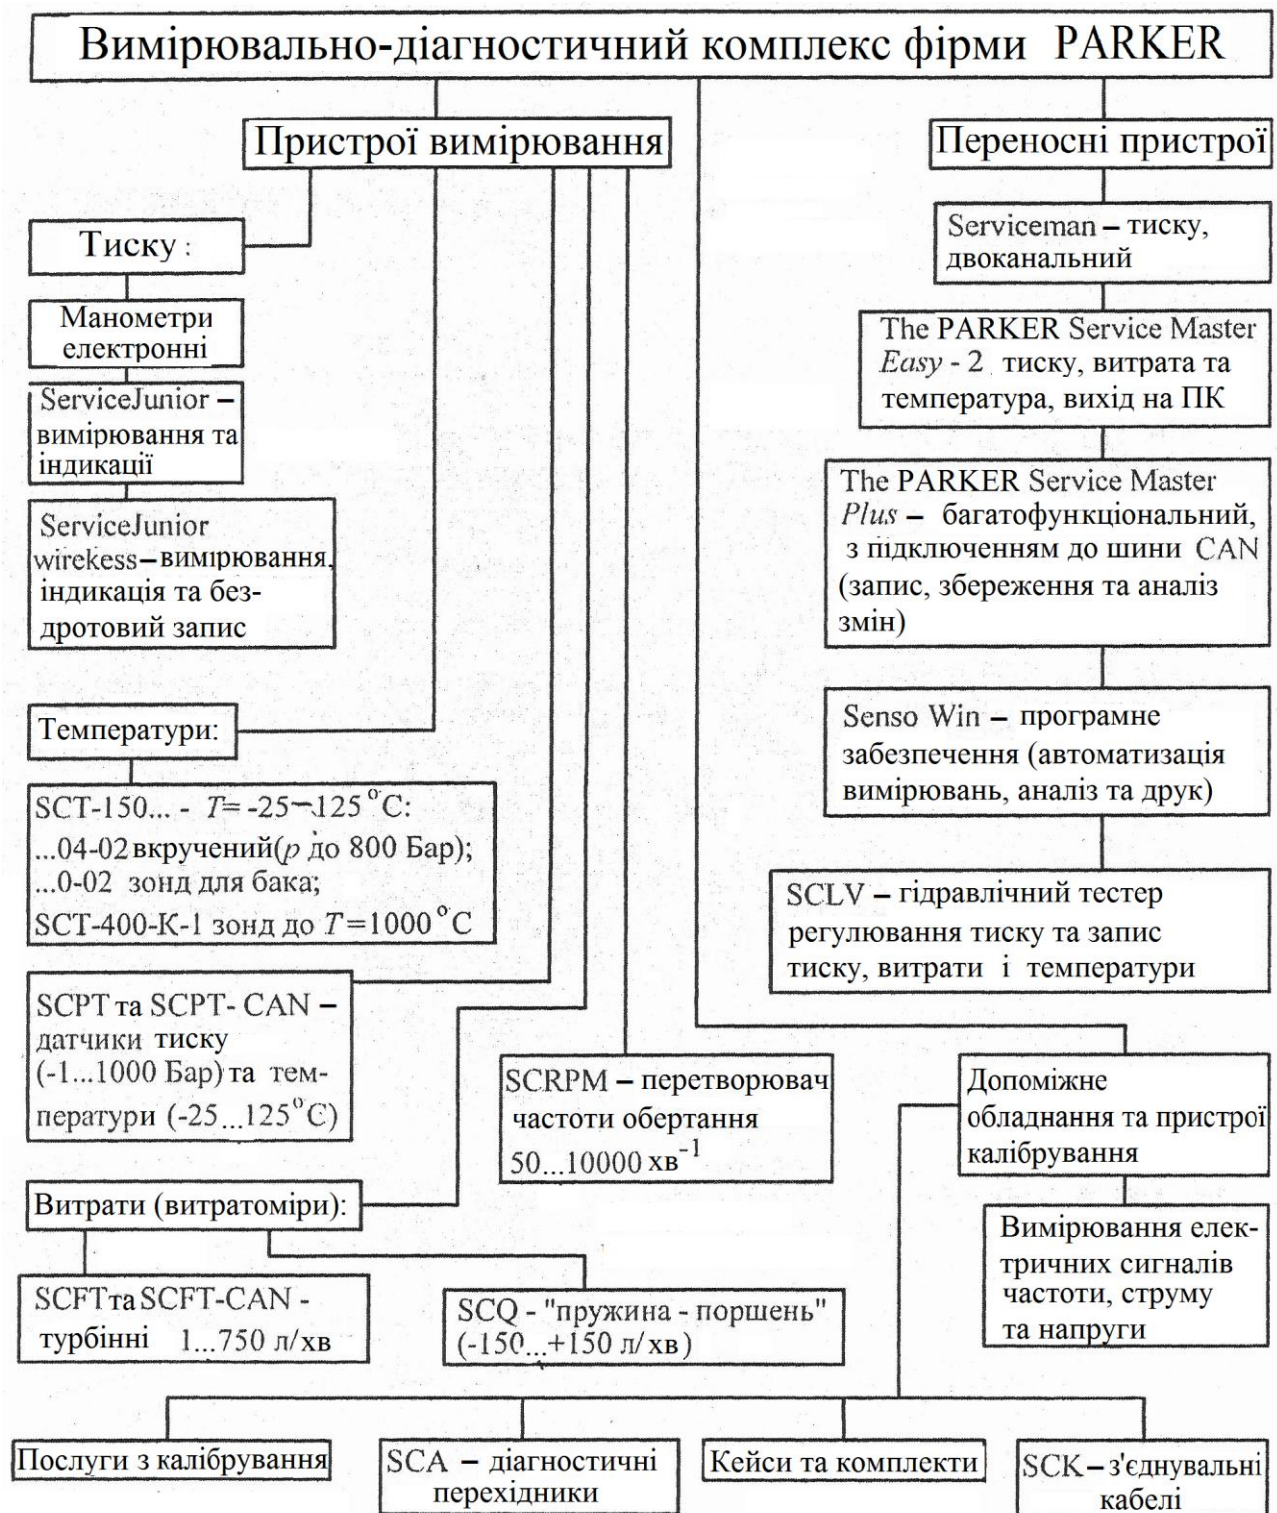 Вимірювально-діагностичний комплекс фірми PARKER
Пристрої вимірювання
Тиску:
Манометри
електронні
ServiceJunior –
вимірювання та
індикації
ServiceJunior
wirekess – вимірювання,
індикація та без-
дротовий запис
Температури:
SCT-150... - T= -25–125 °C:
...04-02 вкручений(p до 800 Бар);
...0-02 зонд для бака;
SCT-400-K-1 зонд до T=1000 °C
SCPT та SCPT- CAN –
датчики тиску
(-1...1000 Бар) та тем-
ператури (-25...125°C)
SCRPM – перетворювач
частоти обертання
50...10000 хв⁻¹
Витрати (витратоміри):
SCFT та SCFT-CAN -
турбінні 1...750 л/хв
SCQ - "пружина - поршень"
(-150...+150 л/хв)
Переносні пристрої
Serviceman – тиску,
двоканальний
The PARKER Service Master
Easy - 2 тиску, витрата та
температура, вихід на ПК
The PARKER Service Master
Plus – багатофункціональний,
з підключенням до шини CAN
(запис, збереження та аналіз
змін)
Senso Win – програмне
забезпечення (автоматизація
вимірювань, аналіз та друк)
SCLV – гідравлічний тестер
регулювання тиску та запис
тиску, витрати і температури
Допоміжне
обладнання та пристрої
калібрування
Вимірювання елек-
тричних сигналів
частоти, струму
та напруги
Послуги з калібрування
SCA – діагностичні
перехідники
Кейси та комплекти
SCK – з'єднувальні
кабелі